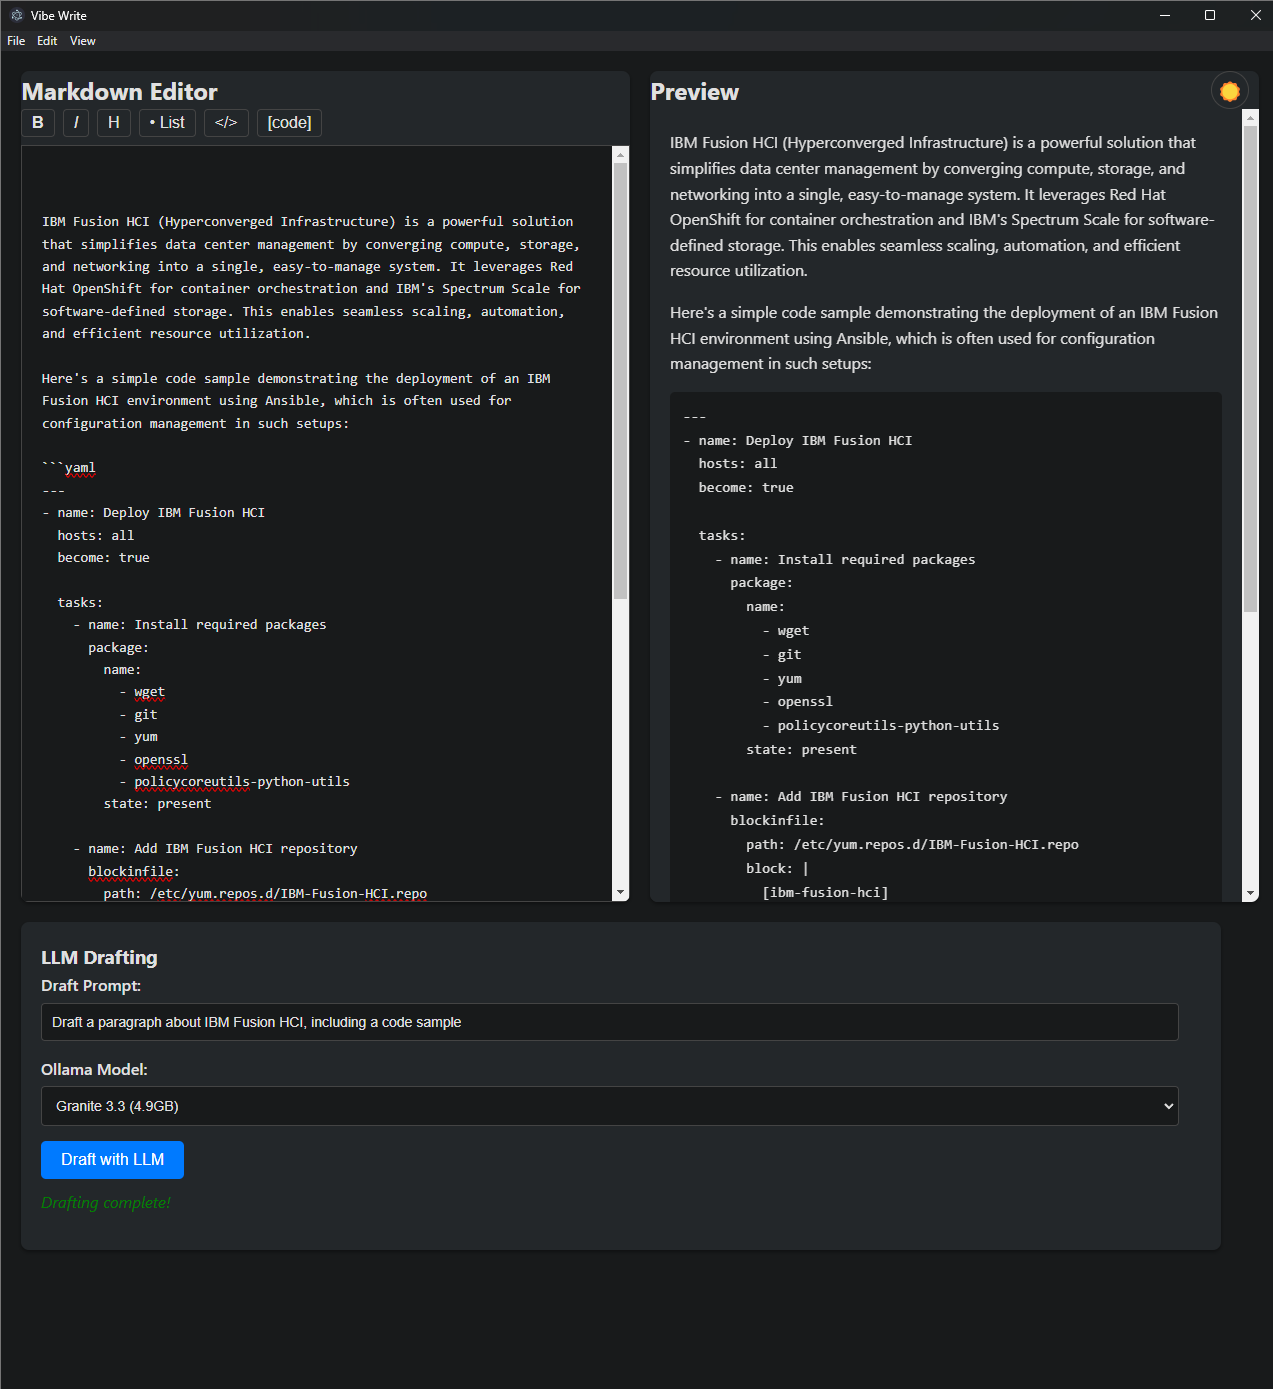 Vibe Write
File Edit View
Markdown Editor
B I H • List </> [code]
IBM Fusion HCI (Hyperconverged Infrastructure) is a powerful solution
that simplifies data center management by converging compute, storage,
and networking into a single, easy-to-manage system. It leverages Red
Hat OpenShift for container orchestration and IBM's Spectrum Scale for
software-defined storage. This enables seamless scaling, automation,
and efficient resource utilization.
Here's a simple code sample demonstrating the deployment of an IBM
Fusion HCI environment using Ansible, which is often used for
configuration management in such setups:
```yaml
---
- name: Deploy IBM Fusion HCI
  hosts: all
  become: true
  tasks:
    - name: Install required packages
      package:
        name:
          - wget
          - git
          - yum
          - openssl
          - policycoreutils-python-utils
        state: present
    - name: Add IBM Fusion HCI repository
      blockinfile:
        path: /etc/yum.repos.d/IBM-Fusion-HCI.repo
Preview
IBM Fusion HCI (Hyperconverged Infrastructure) is a powerful solution that
simplifies data center management by converging compute, storage, and
networking into a single, easy-to-manage system. It leverages Red Hat
OpenShift for container orchestration and IBM's Spectrum Scale for software-
defined storage. This enables seamless scaling, automation, and efficient
resource utilization.
Here's a simple code sample demonstrating the deployment of an IBM Fusion
HCI environment using Ansible, which is often used for configuration
management in such setups:
---
- name: Deploy IBM Fusion HCI
  hosts: all
  become: true
  tasks:
    - name: Install required packages
      package:
        name:
          - wget
          - git
          - yum
          - openssl
          - policycoreutils-python-utils
        state: present
    - name: Add IBM Fusion HCI repository
      blockinfile:
        path: /etc/yum.repos.d/IBM-Fusion-HCI.repo
        block: |
          [ibm-fusion-hci]
LLM Drafting
Draft Prompt:
Draft a paragraph about IBM Fusion HCI, including a code sample
Ollama Model:
Granite 3.3 (4.9GB)
Draft with LLM
Drafting complete!